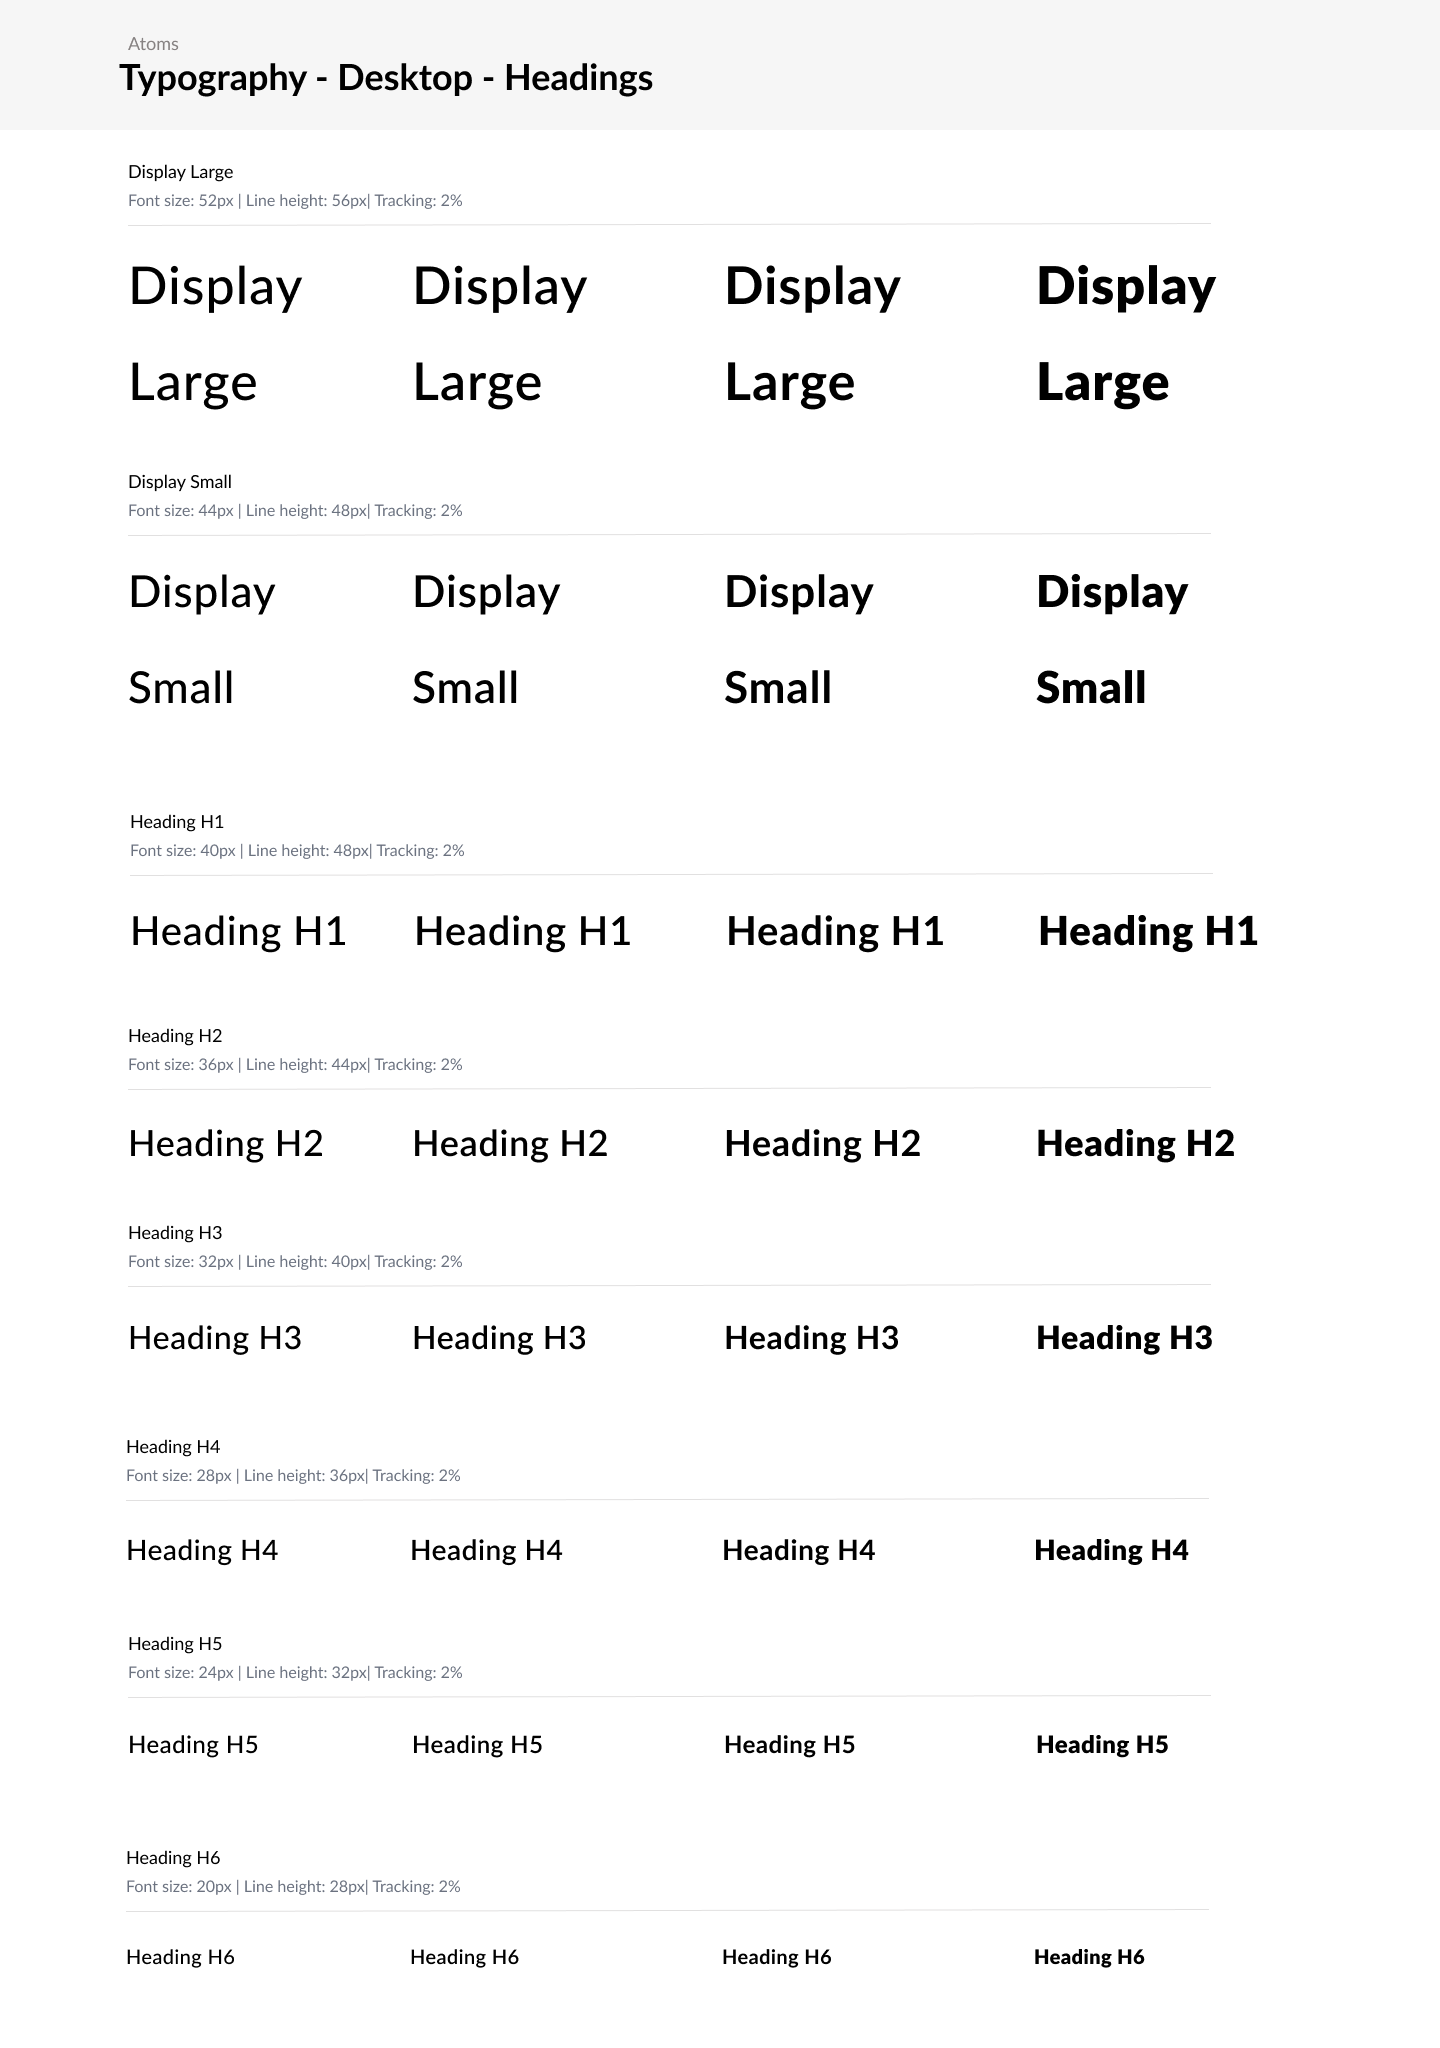 Atoms
Typography - Desktop - Headings
Display Large
Font size: 52px | Line height: 56px| Tracking: 2%
Display Display Display Display
Large Large Large Large
Display Small
Font size: 44px | Line height: 48px| Tracking: 2%
Display Display Display Display
Small Small Small Small
Heading H1
Font size: 40px | Line height: 48px| Tracking: 2%
Heading H1 Heading H1 Heading H1 Heading H1
Heading H2
Font size: 36px | Line height: 44px| Tracking: 2%
Heading H2 Heading H2 Heading H2 Heading H2
Heading H3
Font size: 32px | Line height: 40px| Tracking: 2%
Heading H3 Heading H3 Heading H3 Heading H3
Heading H4
Font size: 28px | Line height: 36px| Tracking: 2%
Heading H4 Heading H4 Heading H4 Heading H4
Heading H5
Font size: 24px | Line height: 32px| Tracking: 2%
Heading H5 Heading H5 Heading H5 Heading H5
Heading H6
Font size: 20px | Line height: 28px| Tracking: 2%
Heading H6 Heading H6 Heading H6 Heading H6